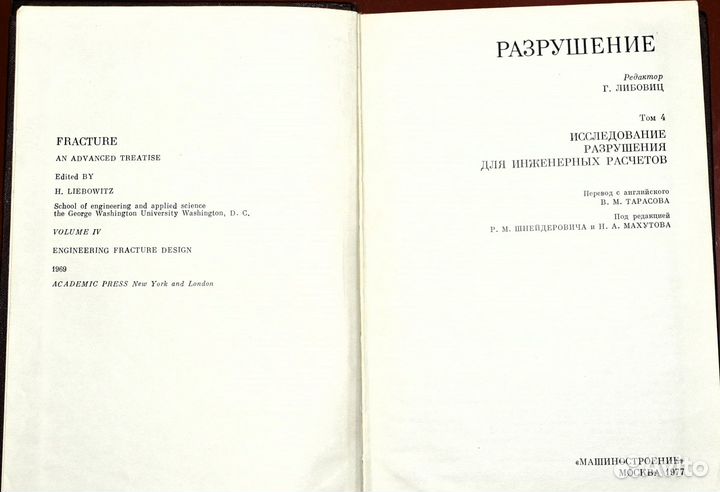 FRACTURE
AN ADVANCED TREATISE
Edited BY
H. LIEBOWITZ
School of engineering and applied science
the George Washington University Washington, D. C.
VOLUME IV
ENGINEERING FRACTURE DESIGN
1969
ACADEMIC PRESS New York and London
РАЗРУШЕНИЕ
Редактор
Г. ЛИБОВИЦ
Том 4
ИССЛЕДОВАНИЕ
РАЗРУШЕНИЯ
ДЛЯ ИНЖЕНЕРНЫХ РАСЧЕТОВ
Перевод с английского
В. М. ТАРАСОВА
Под редакцией
Р. М. ШНЕЙДЕРОВИЧА и Н. А. МАХУТОВА
«МАШИНОСТРОЕНИЕ»
МОСКВА 1977
Avito